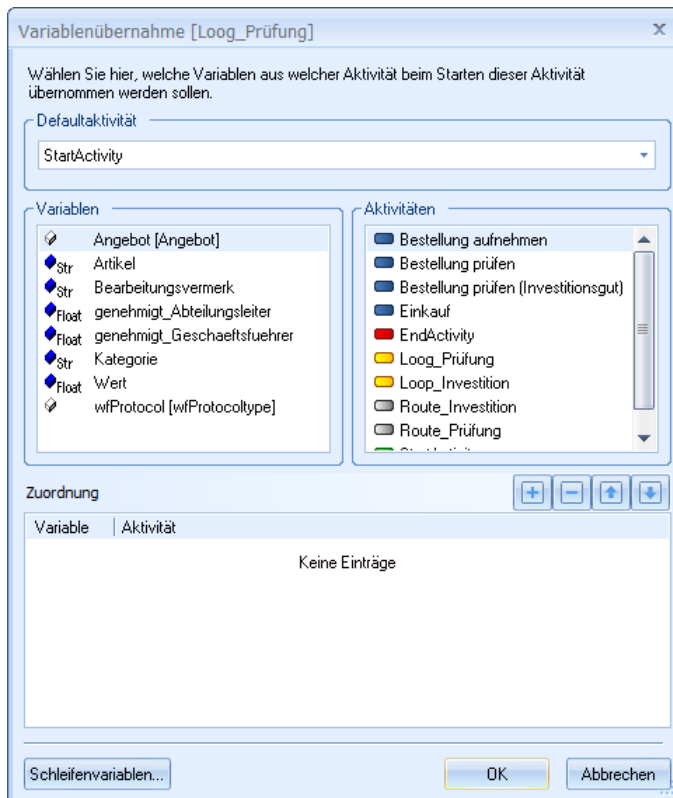 Variablenübernahme [Loog_Prüfung]
Wählen Sie hier, welche Variablen aus welcher Aktivität beim Starten dieser Aktivität
übernommen werden sollen.
Defaultaktivität
StartActivity
Variablen
Angebot [Angebot]
Str Artikel
Str Bearbeitungsvermerk
Float genehmigt_Abteilungsleiter
Float genehmigt_Geschaeftsfuehrer
Str Kategorie
Float Wert
wfProtocol [wfProtocoltype]
Aktivitäten
Bestellung aufnehmen
Bestellung prüfen
Bestellung prüfen (Investitionsgut)
Einkauf
EndActivity
Loog_Prüfung
Loop_Investition
Route_Investition
Route_Prüfung
Zuordnung
Variable Aktivität
Keine Einträge
Schleifenvariablen...
OK
Abbrechen